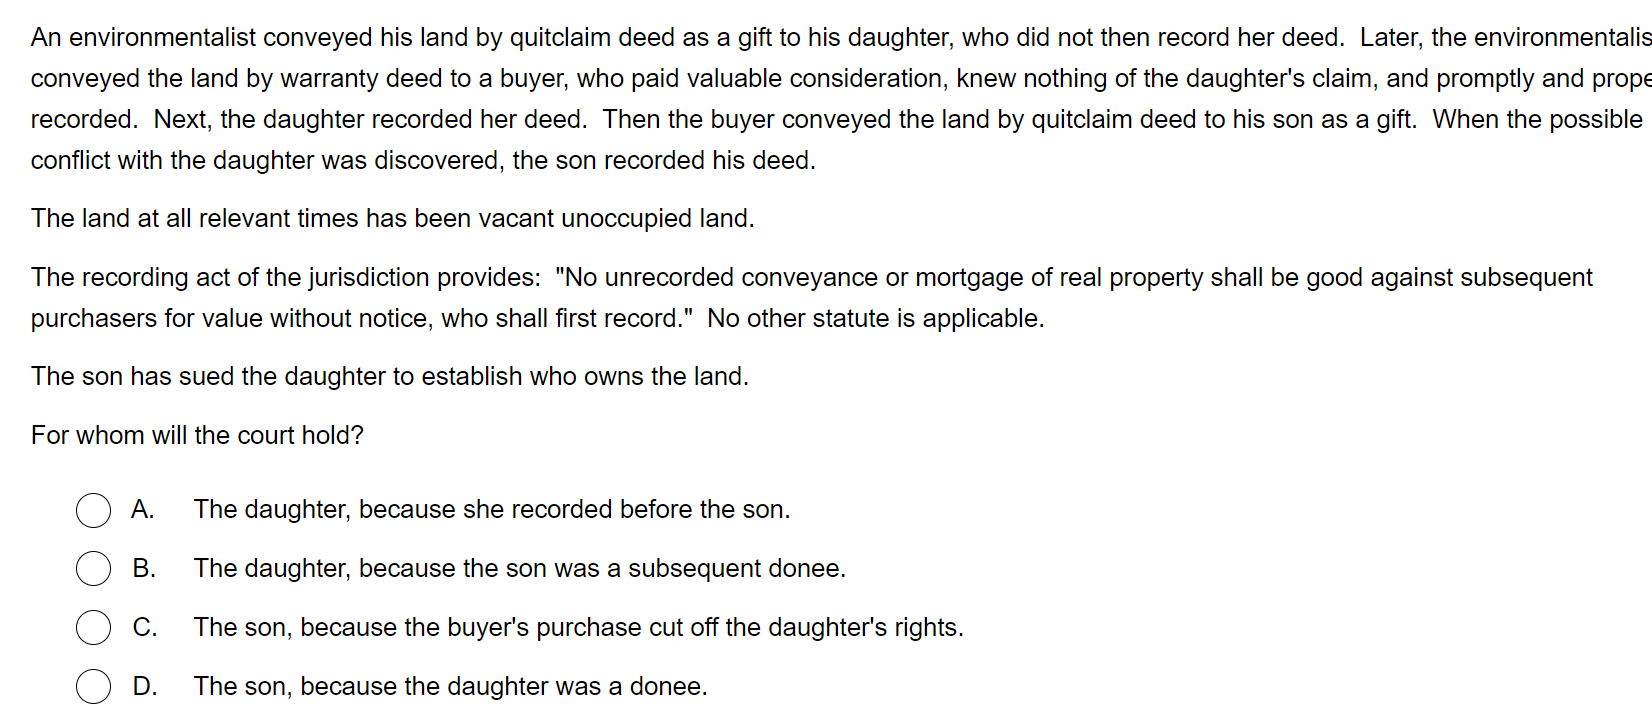 An environmentalist conveyed his land by quitclaim deed as a gift to his daughter, who did not then record her deed.  Later, the environmentalis
conveyed the land by warranty deed to a buyer, who paid valuable consideration, knew nothing of the daughter's claim, and promptly and prope
recorded.  Next, the daughter recorded her deed.  Then the buyer conveyed the land by quitclaim deed to his son as a gift.  When the possible
conflict with the daughter was discovered, the son recorded his deed.
The land at all relevant times has been vacant unoccupied land.
The recording act of the jurisdiction provides:  "No unrecorded conveyance or mortgage of real property shall be good against subsequent
purchasers for value without notice, who shall first record."  No other statute is applicable.
The son has sued the daughter to establish who owns the land.
For whom will the court hold?
A. The daughter, because she recorded before the son.
B. The daughter, because the son was a subsequent donee.
C. The son, because the buyer's purchase cut off the daughter's rights.
D. The son, because the daughter was a donee.